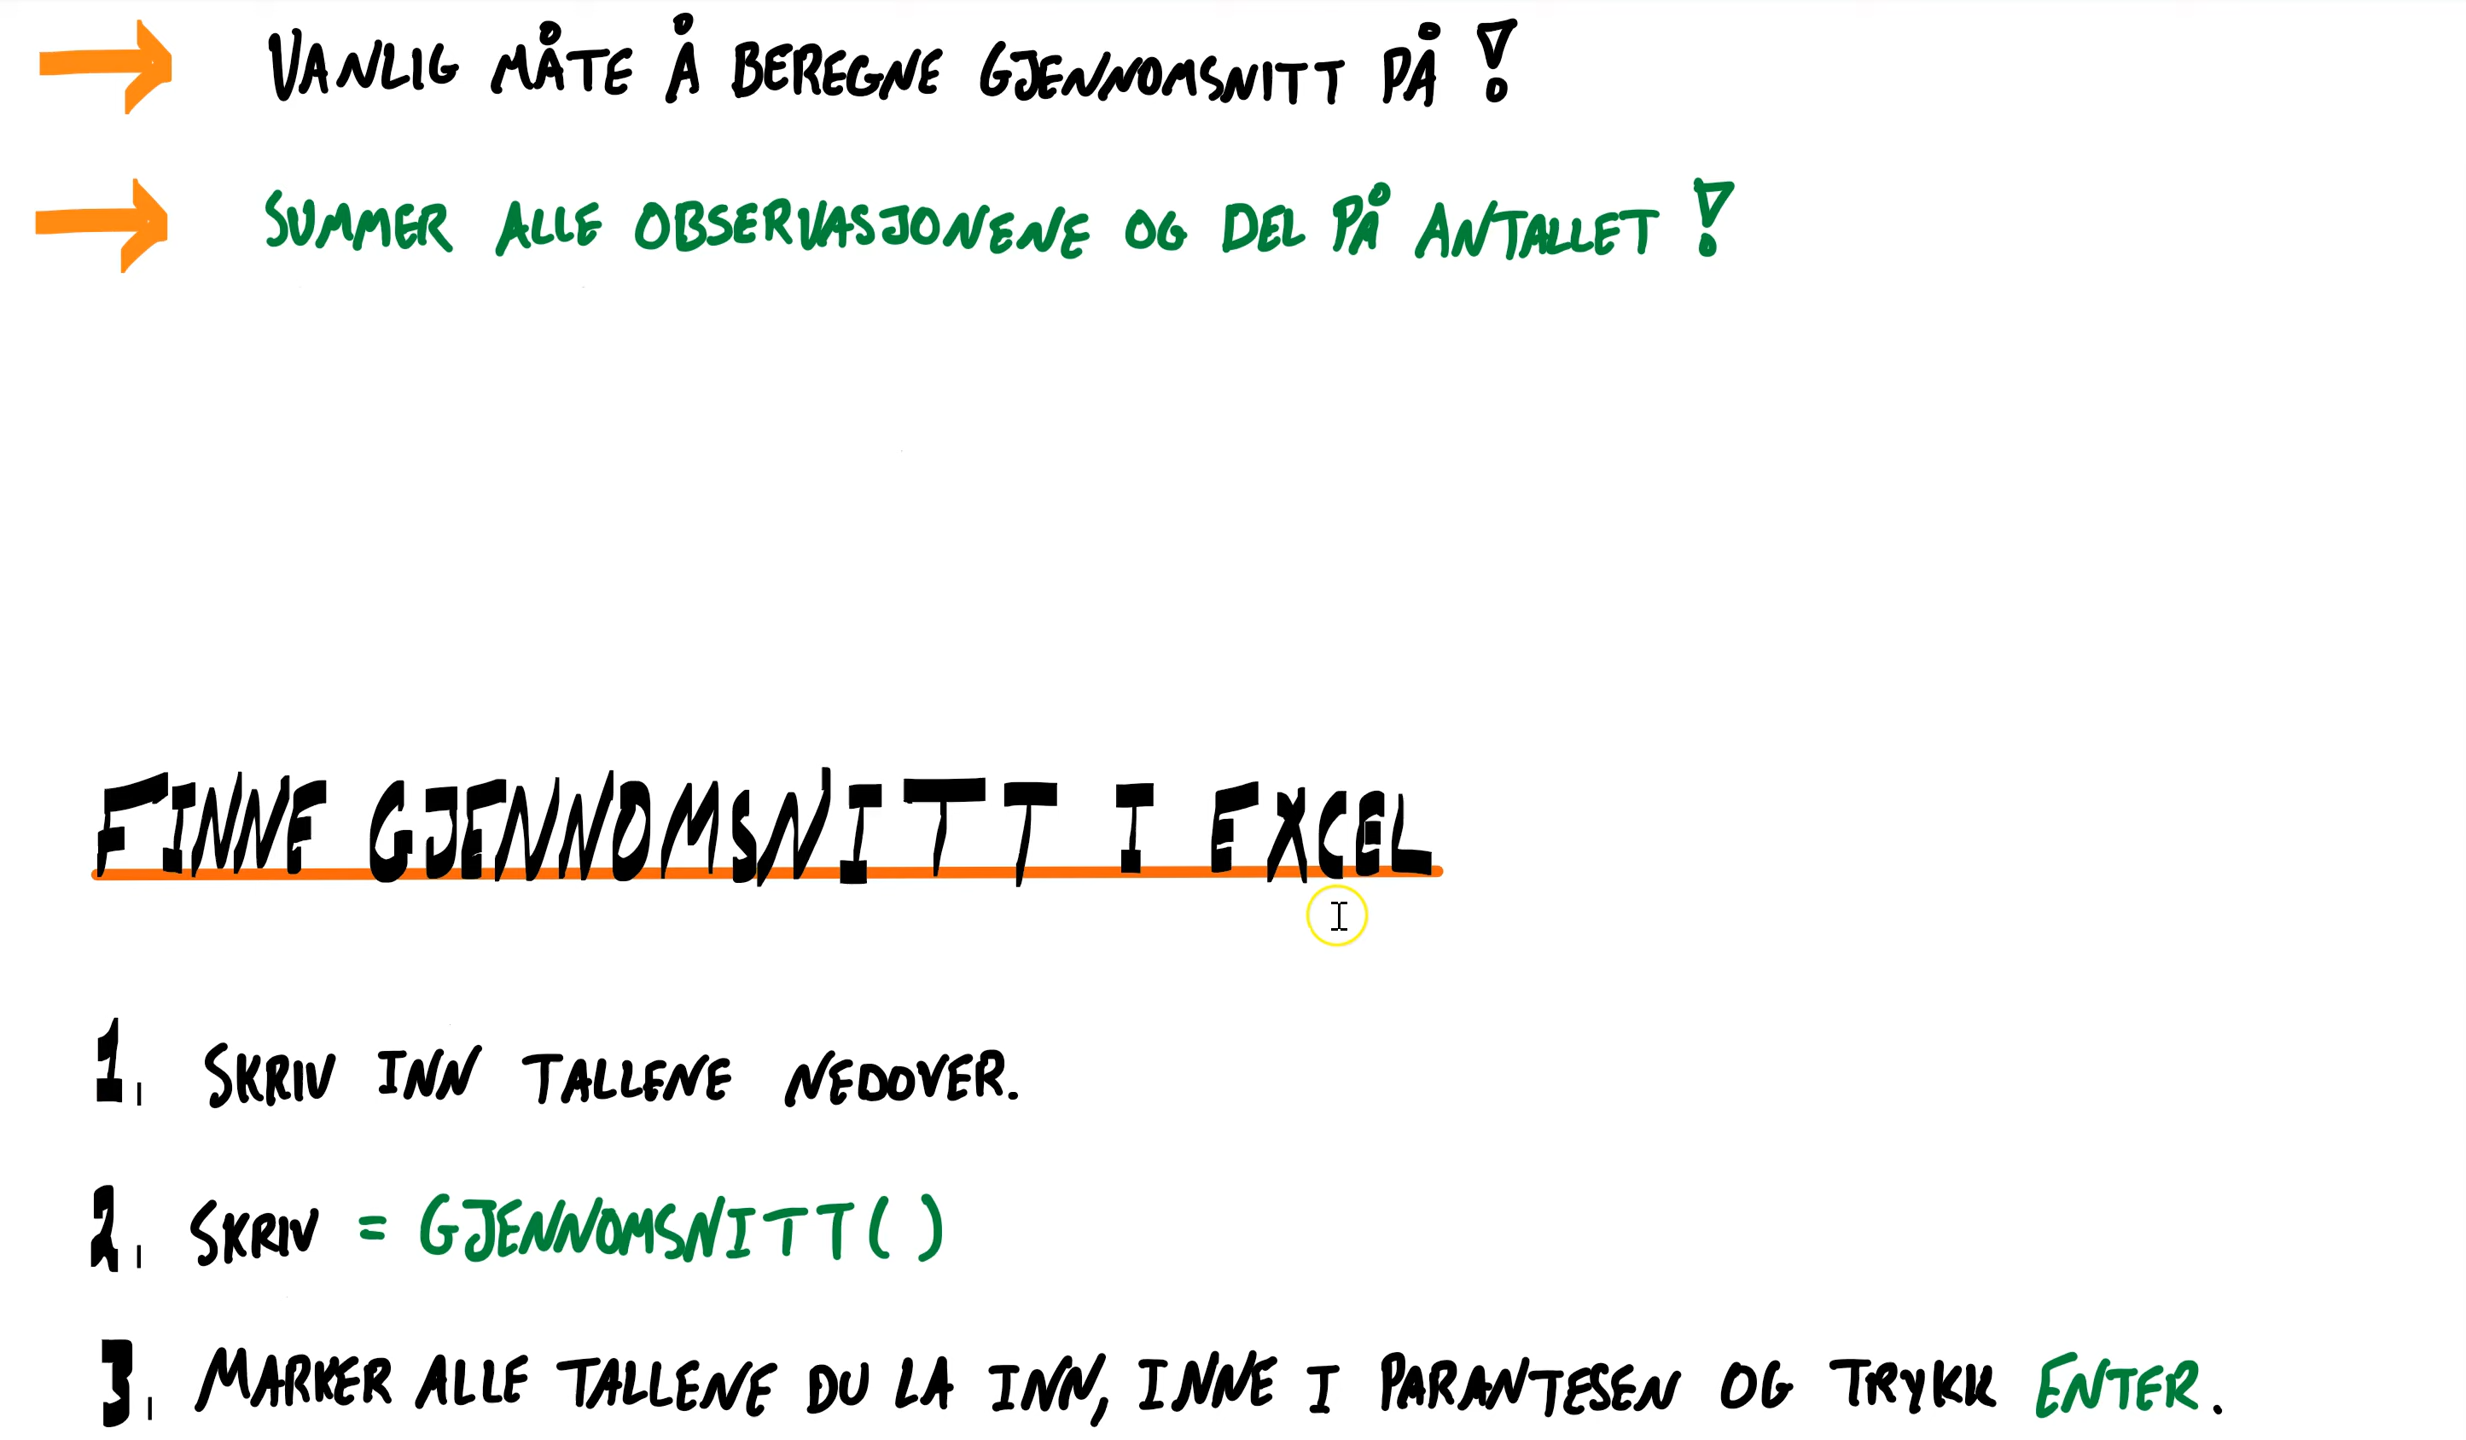 VANLIG MÅTE Å BEREGNE GJENNOMSNITT PÅ !
SUMMER ALLE OBSERVASJONENE OG DEL PÅ ANTALLET !
FINNE GJENNOMSNITT I EXCEL
1. SKRIV INN TALLENE NEDOVER.
2. SKRIV = GJENNOMSNITT( )
3. MARKER ALLE TALLENE DU LA INN, INNE I PARANTESEN OG TRYKK ENTER.